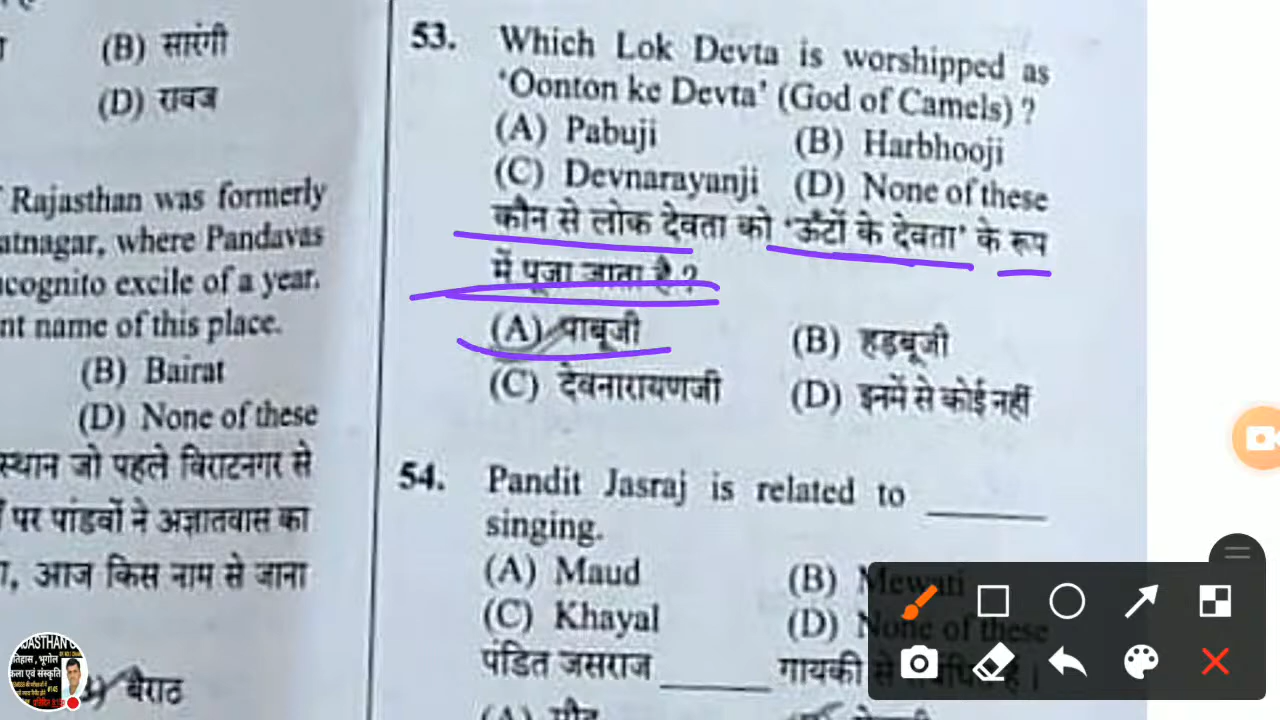 (B) सारंगी
(D) रावज
Rajasthan was formerly
atnagar, where Pandavas
cognito excile of a year.
nt name of this place.
(B) Bairat
(D) None of these
स्थान जो पहले विराटनगर से
पर पांडवों ने अज्ञातवास का
, आज किस नाम से जाना
बैराठ
53. Which Lok Devta is worshipped as
'Oonton ke Devta' (God of Camels) ?
(A) Pabuji (B) Harbhooji
(C) Devnarayanji (D) None of these
कौन से लोक देवता को 'ऊँटों के देवता' के रूप
में पूजा जाता है ?
(A) पाबूजी (B) हड़बूजी
(C) देवनारायणजी (D) इनमें से कोई नहीं
54. Pandit Jasraj is related to ______
singing.
(A) Maud (B) Mewati
(C) Khayal (D) None of these
पंडित जसराज ______ गायकी से संबंधित है ।